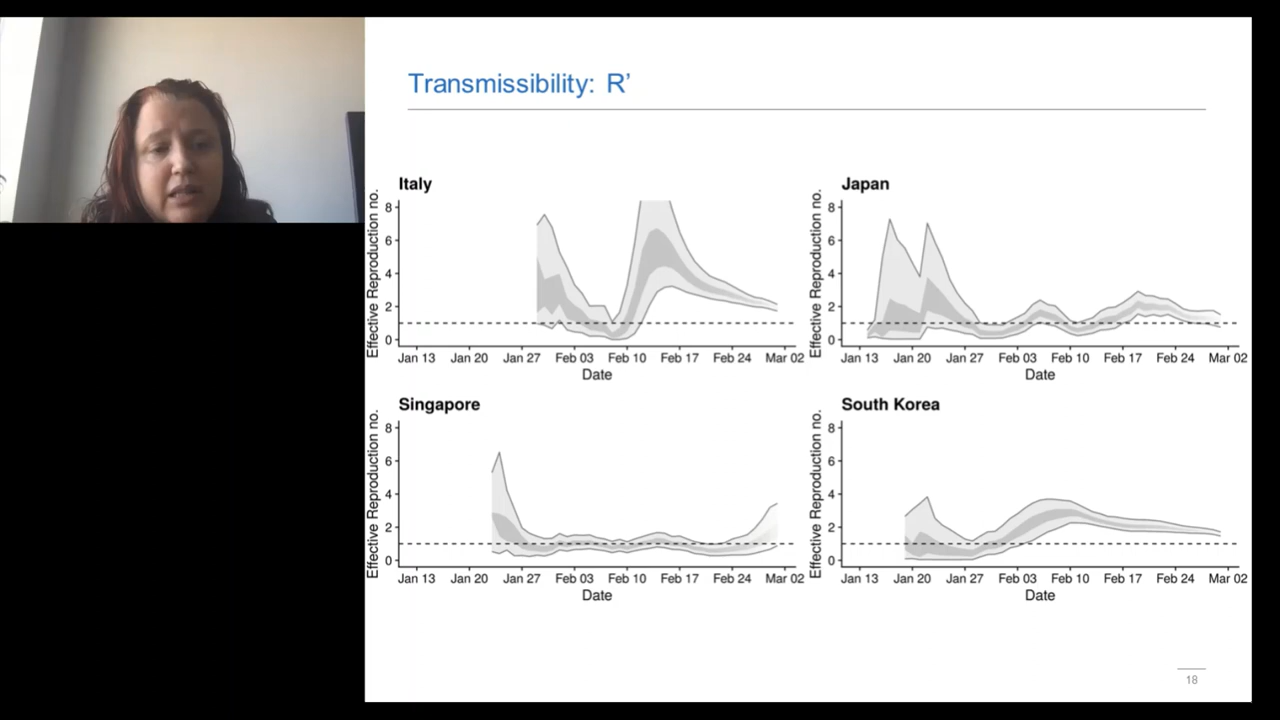 Transmissibility: R’
Italy
Effective Reproduction no.
8
6
4
2
0
Jan 13 Jan 20 Jan 27 Feb 03 Feb 10 Feb 17 Feb 24 Mar 02
Date
Japan
Effective Reproduction no.
8
6
4
2
0
Jan 13 Jan 20 Jan 27 Feb 03 Feb 10 Feb 17 Feb 24 Mar 02
Date
Singapore
Effective Reproduction no.
8
6
4
2
0
Jan 13 Jan 20 Jan 27 Feb 03 Feb 10 Feb 17 Feb 24 Mar 02
Date
South Korea
Effective Reproduction no.
8
6
4
2
0
Jan 13 Jan 20 Jan 27 Feb 03 Feb 10 Feb 17 Feb 24 Mar 02
Date
18